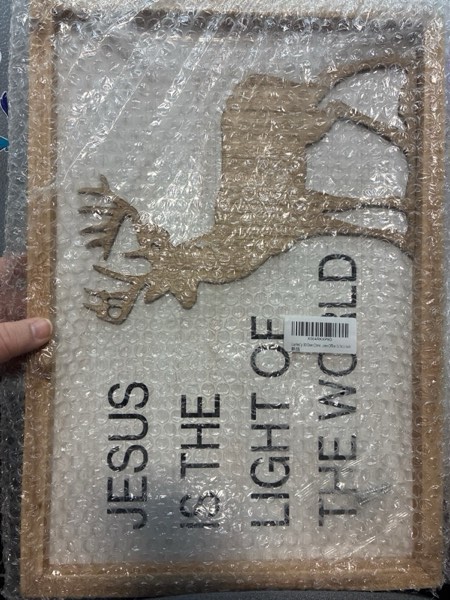 JESUS
IS THE
LIGHT OF
THE WORLD